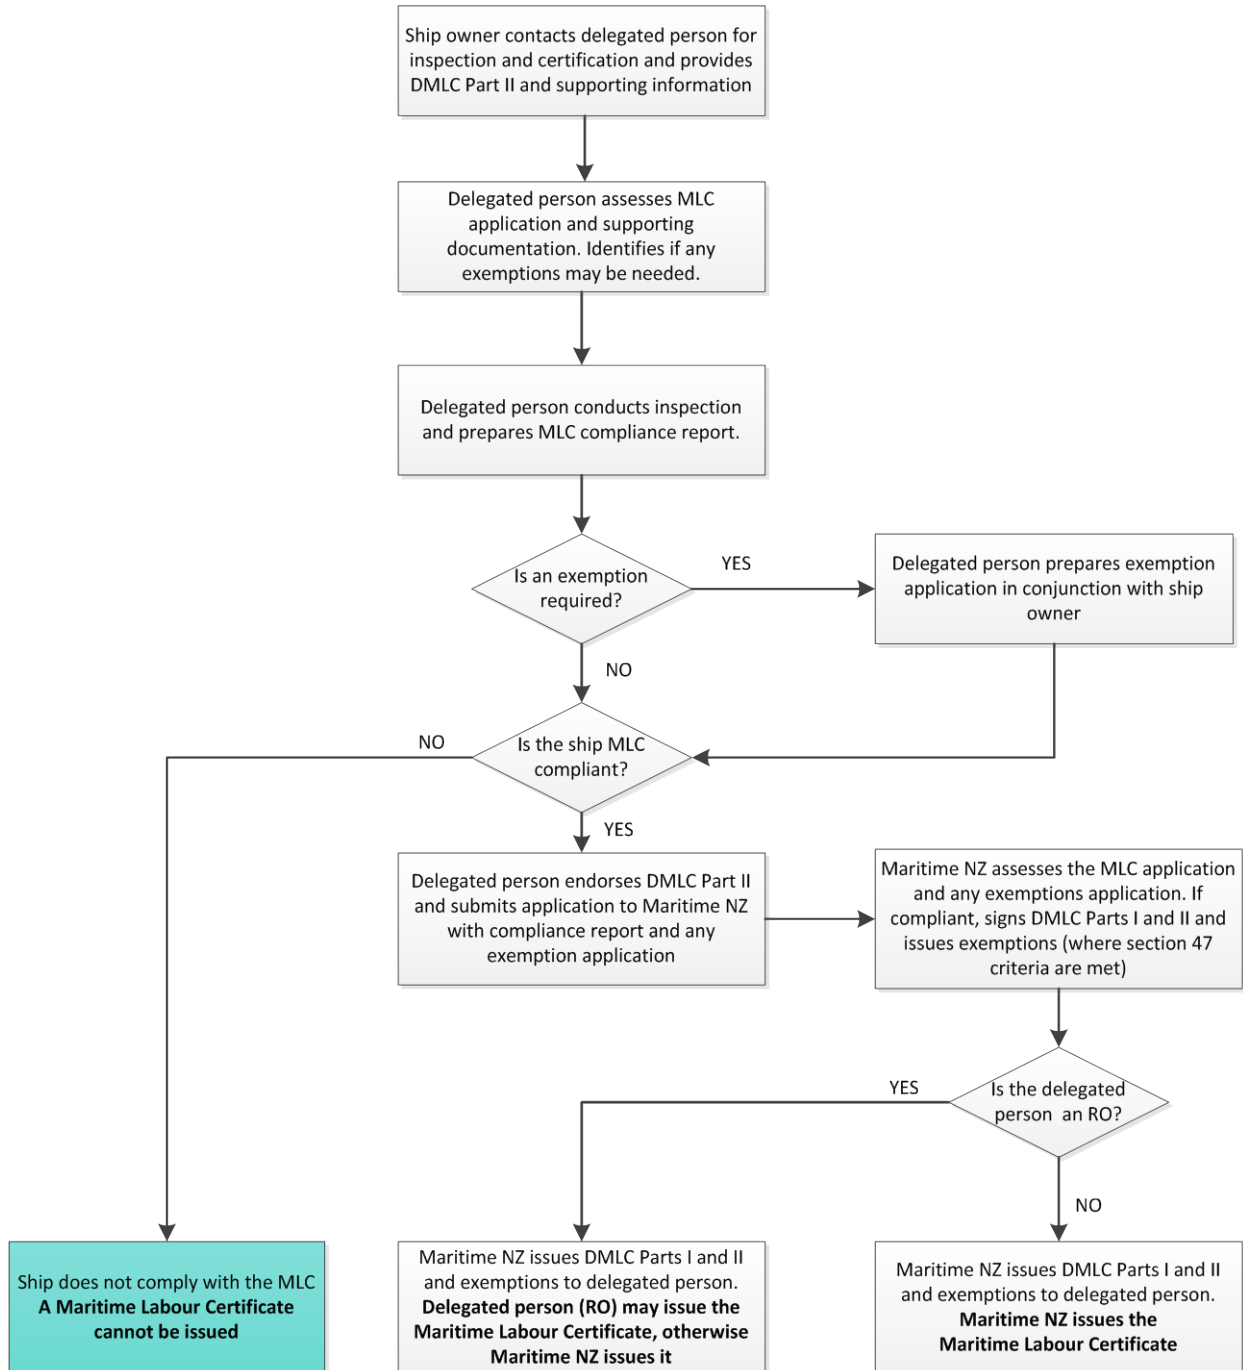 Ship owner contacts delegated person for
inspection and certification and provides
DMLC Part II and supporting information
Delegated person assesses MLC
application and supporting
documentation. Identifies if any
exemptions may be needed.
Delegated person conducts inspection
and prepares MLC compliance report.
Is an exemption
required?
YES
Delegated person prepares exemption
application in conjunction with ship
owner
NO
Is the ship MLC
compliant?
NO
YES
Delegated person endorses DMLC Part II
and submits application to Maritime NZ
with compliance report and any
exemption application
Maritime NZ assesses the MLC application
and any exemptions application. If
compliant, signs DMLC Parts I and II and
issues exemptions (where section 47
criteria are met)
Is the delegated
person an RO?
YES
NO
Ship does not comply with the MLC
A Maritime Labour Certificate
cannot be issued
Maritime NZ issues DMLC Parts I and II
and exemptions to delegated person.
Delegated person (RO) may issue the
Maritime Labour Certificate, otherwise
Maritime NZ issues it
Maritime NZ issues DMLC Parts I and II
and exemptions to delegated person.
Maritime NZ issues the
Maritime Labour Certificate